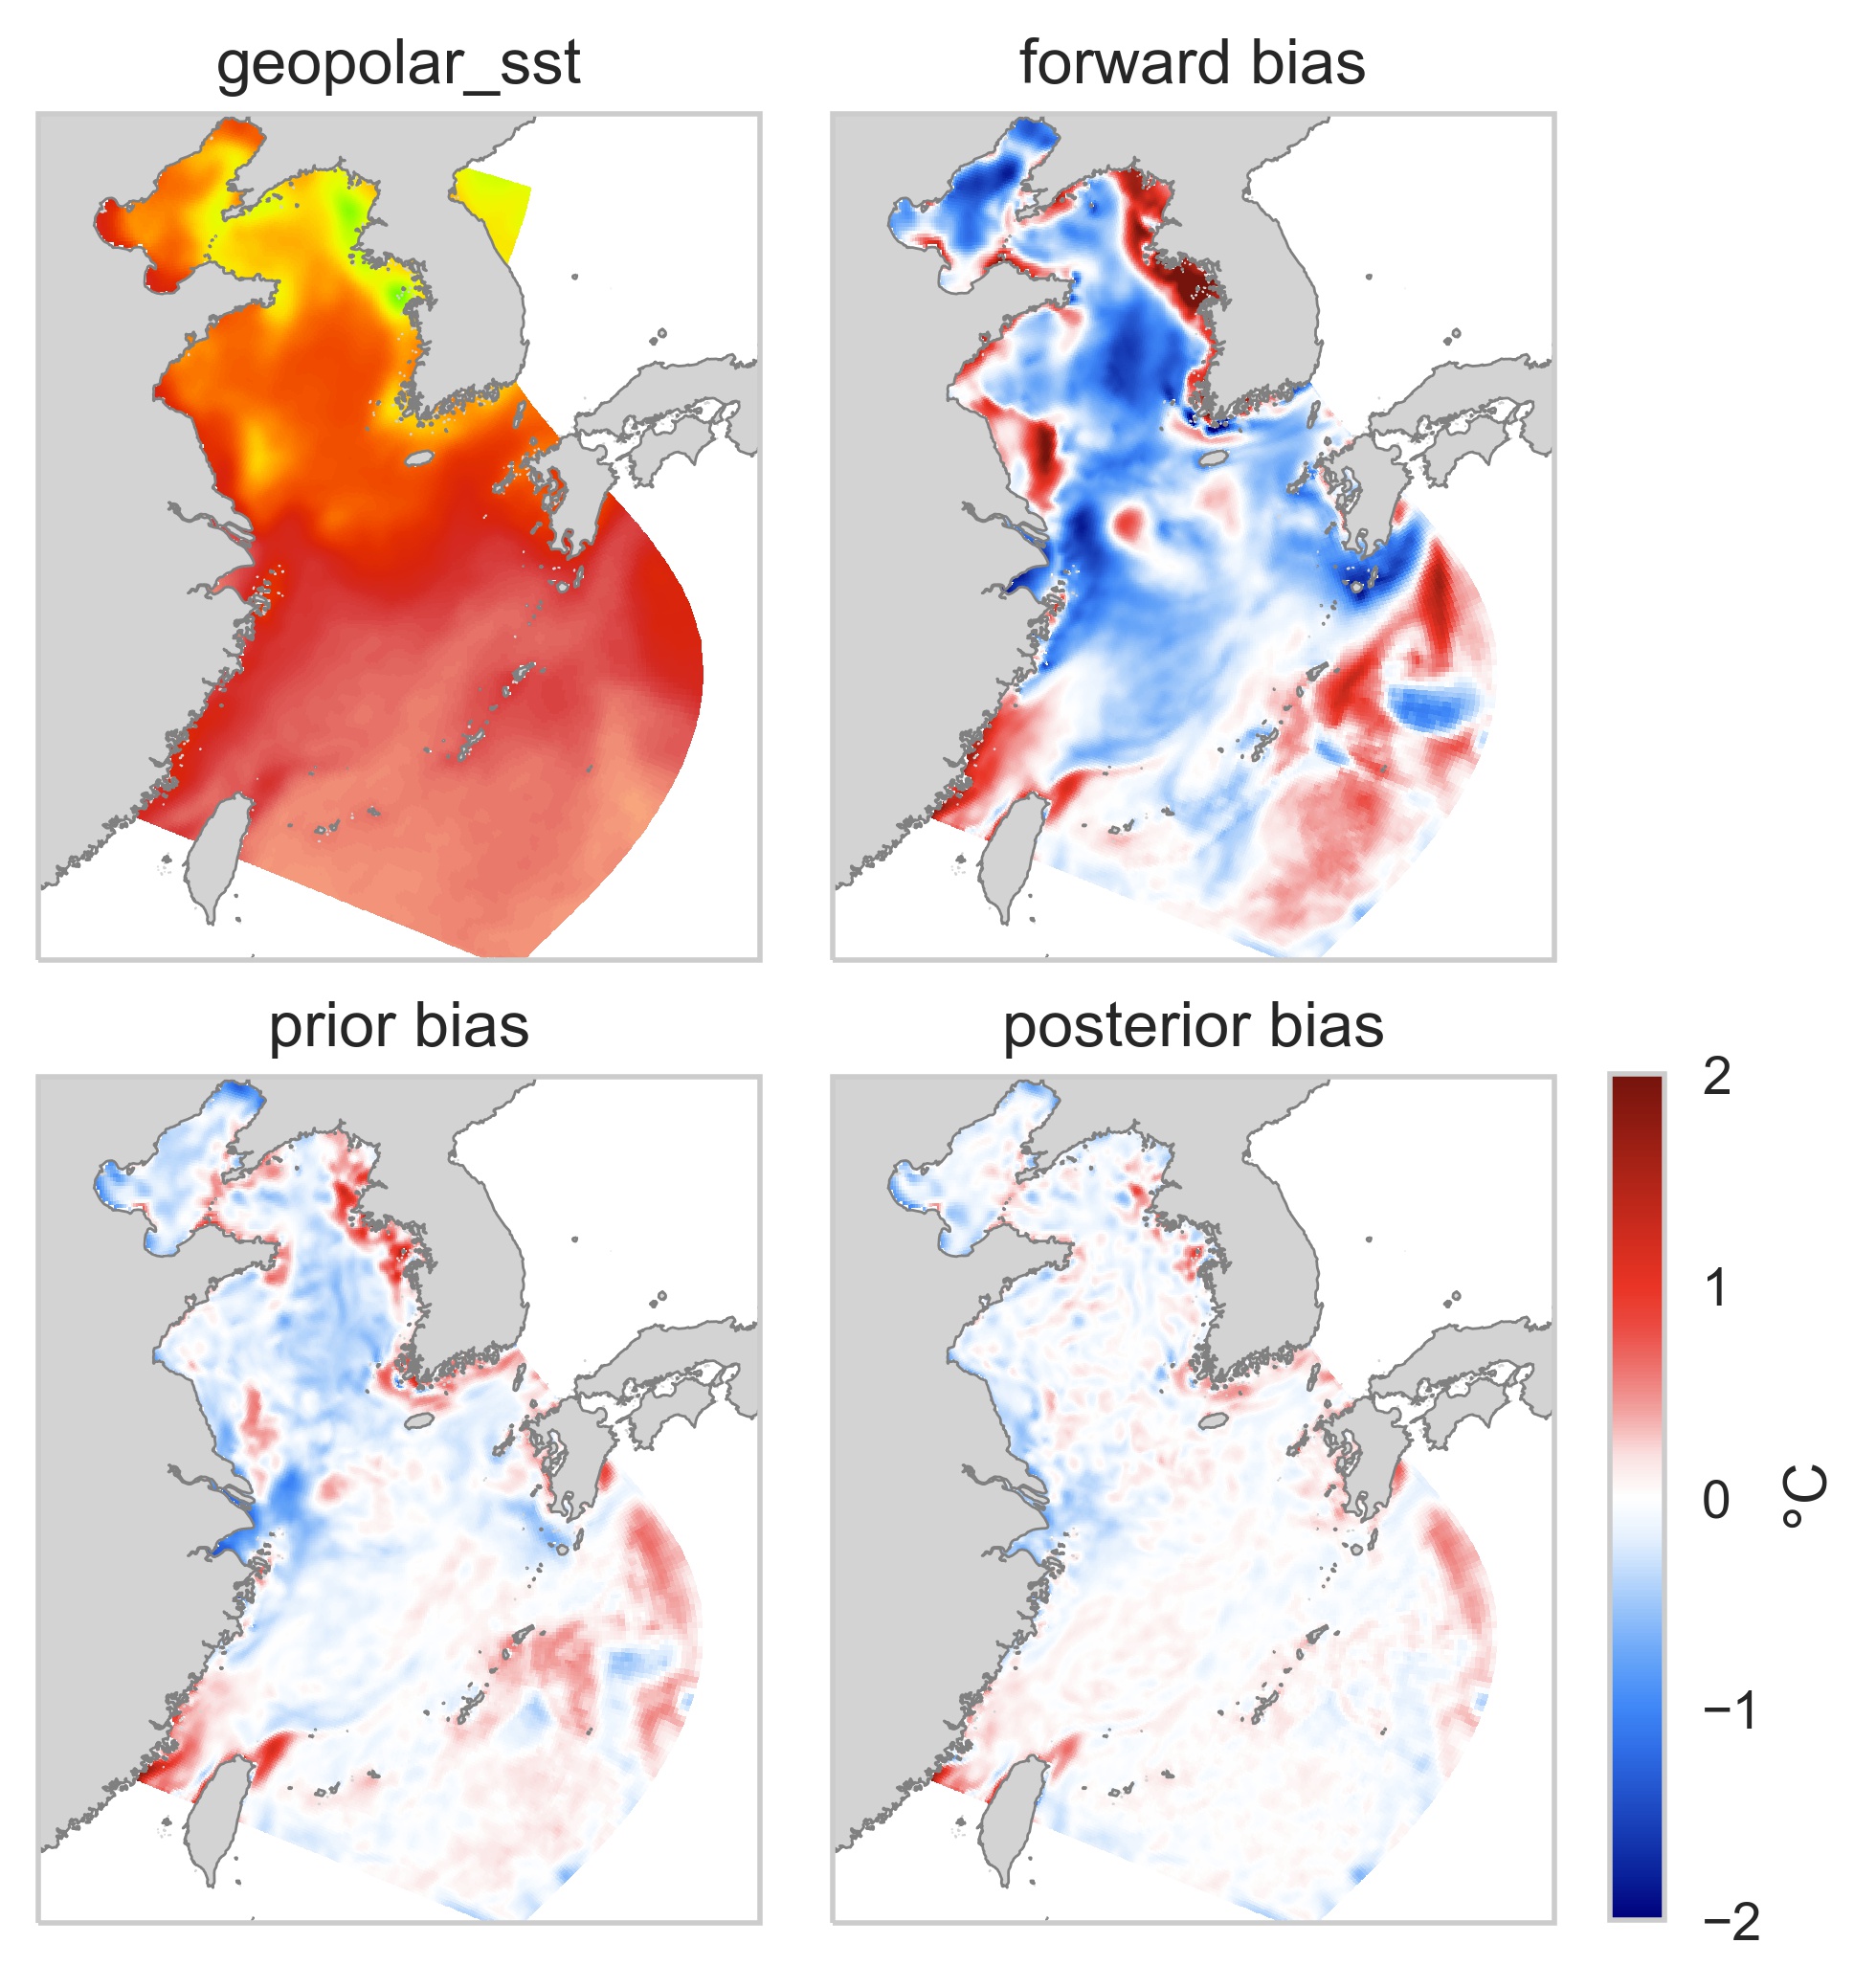 geopolar_sst
forward bias
prior bias
posterior bias
2
1
0
−1
−2
°C